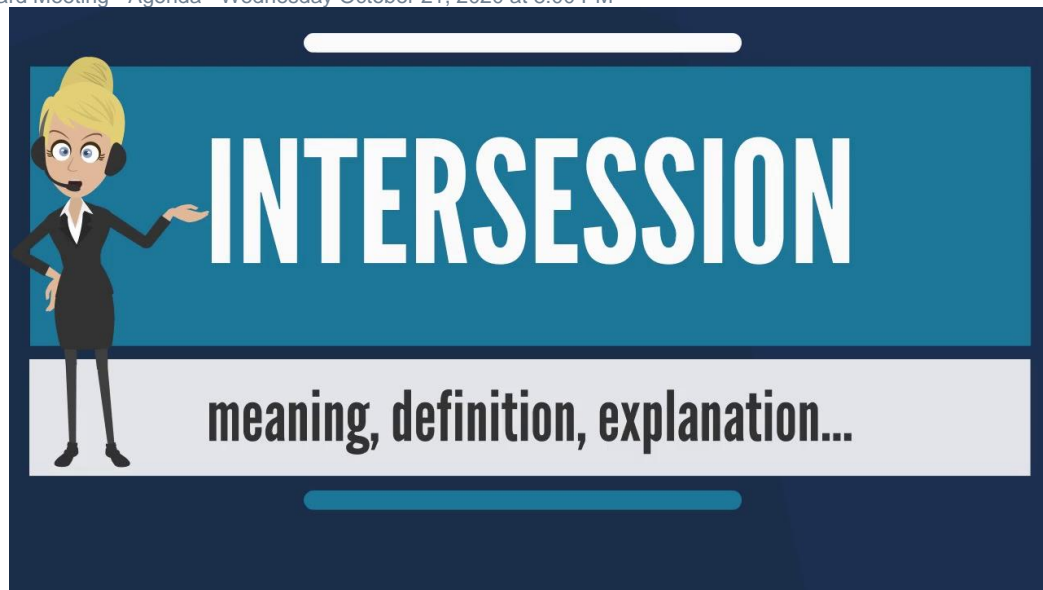 Meeting - Agenda - Wednesday October 21, 2020 at
INTERSESSION
meaning, definition, explanation...